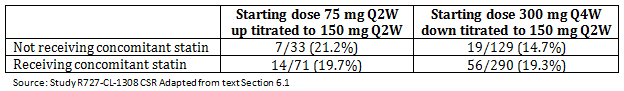 Starting dose 75 mg Q2W Starting dose 300 mg Q4W
up titrated to 150 mg Q2W down titrated to 150 mg Q2W
Not receiving concomitant statin 7/33 (21.2%) 19/129 (14.7%)
Receiving concomitant statin 14/71 (19.7%) 56/290 (19.3%)
Source: Study R727-CL-1308 CSR Adapted from text Section 6.1